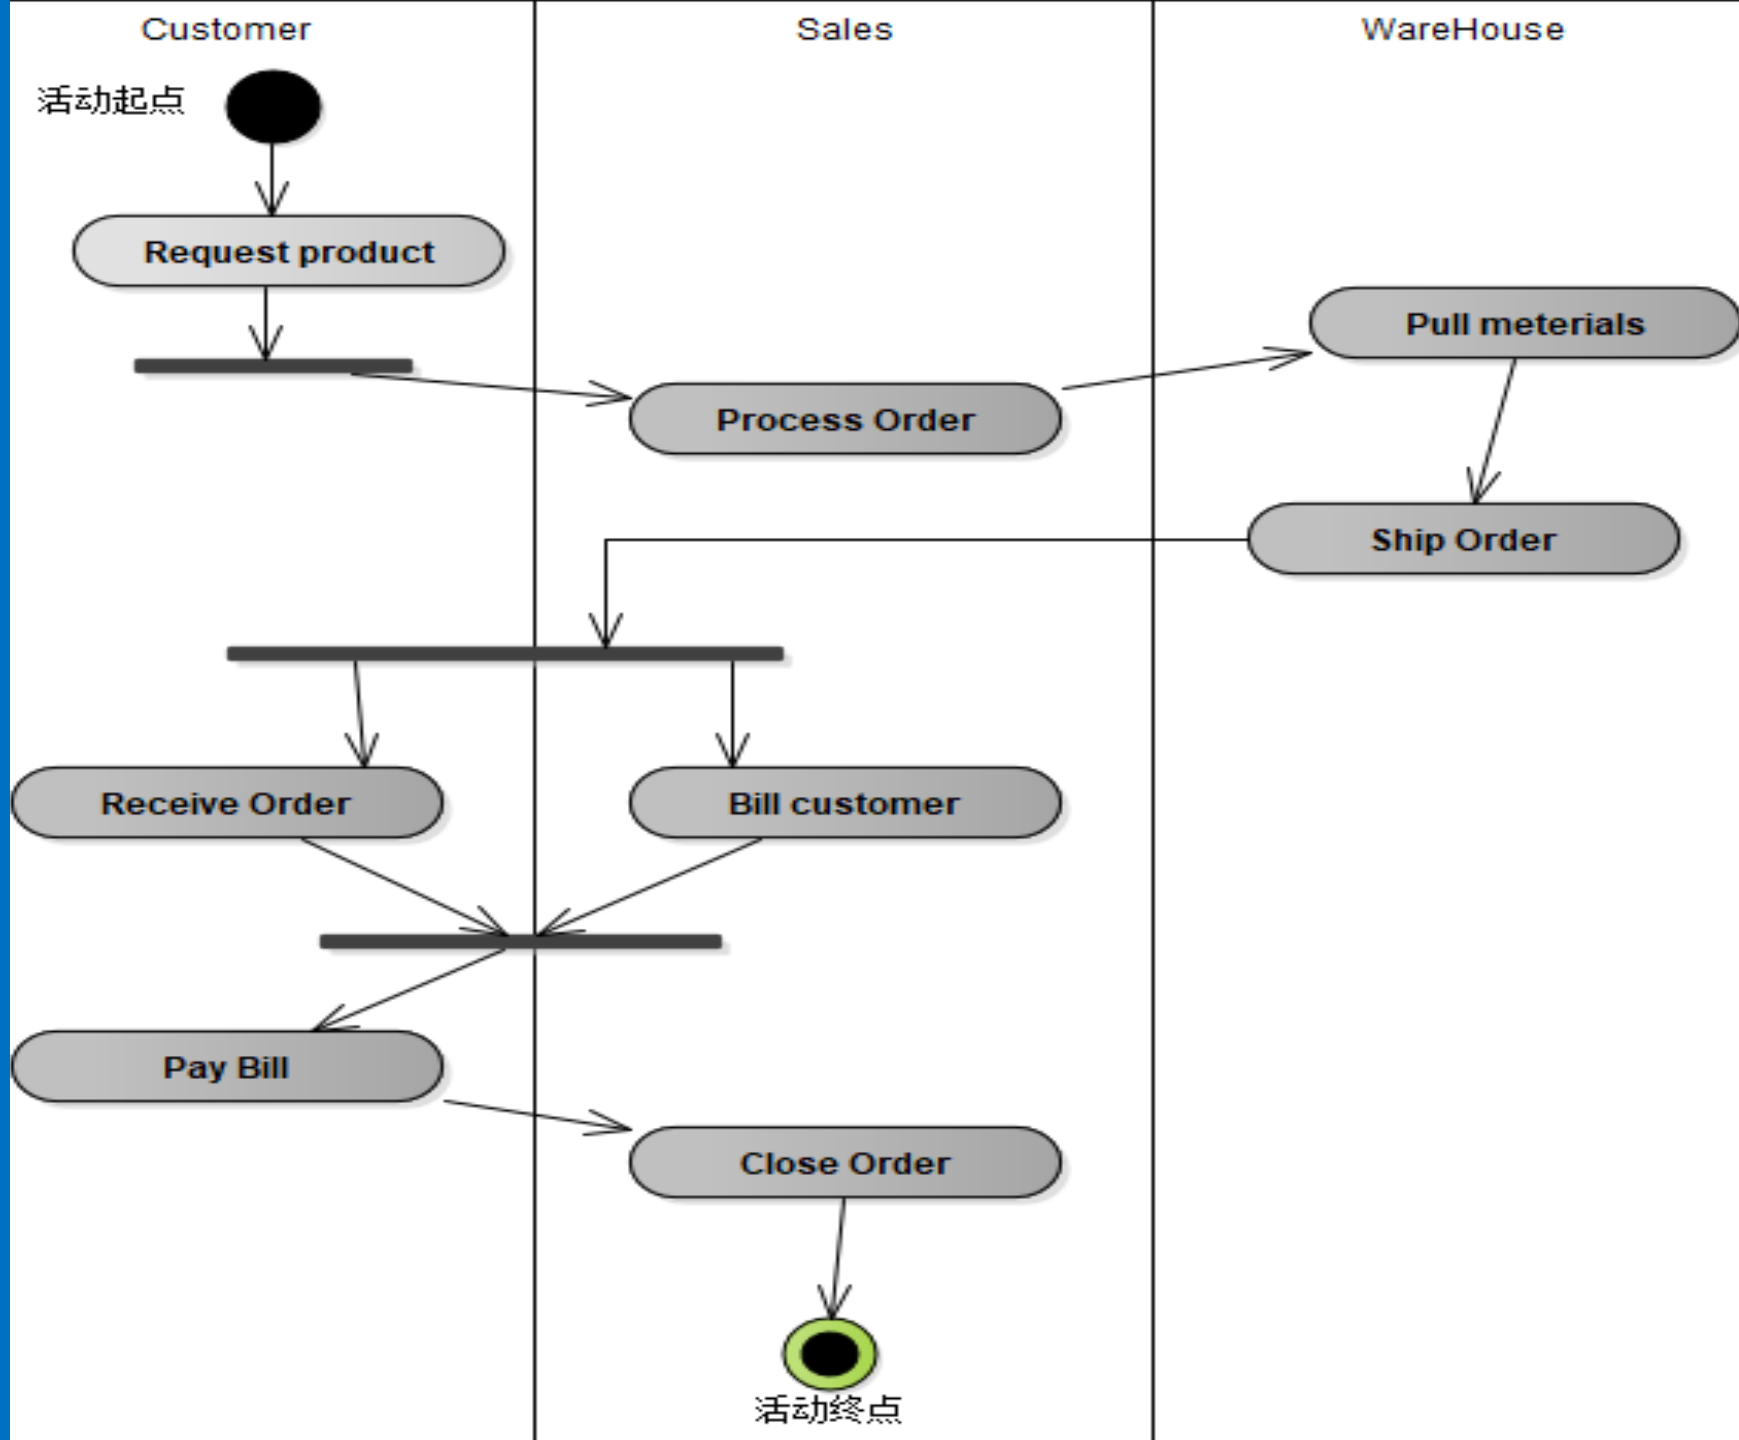 Customer
Sales
WareHouse
活动起点
Request product
Pull meterials
Process Order
Ship Order
Receive Order
Bill customer
Pay Bill
Close Order
活动终点